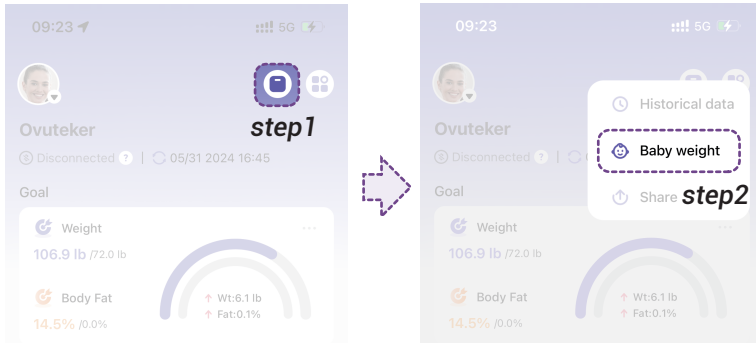 09:23
5G
step1
Ovuteker
Disconnected ? | 05/31 2024 16:45
Goal
Weight
106.9 lb /72.0 lb
Body Fat
14.5% /0.0%
Wt:6.1 lb
Fat:0.1%
09:23
5G
Historical data
Ovuteker
Baby weight
Disconnected ? |
Share
step2
Goal
Weight
106.9 lb /72.0 lb
Body Fat
14.5% /0.0%
Wt:6.1 lb
Fat:0.1%